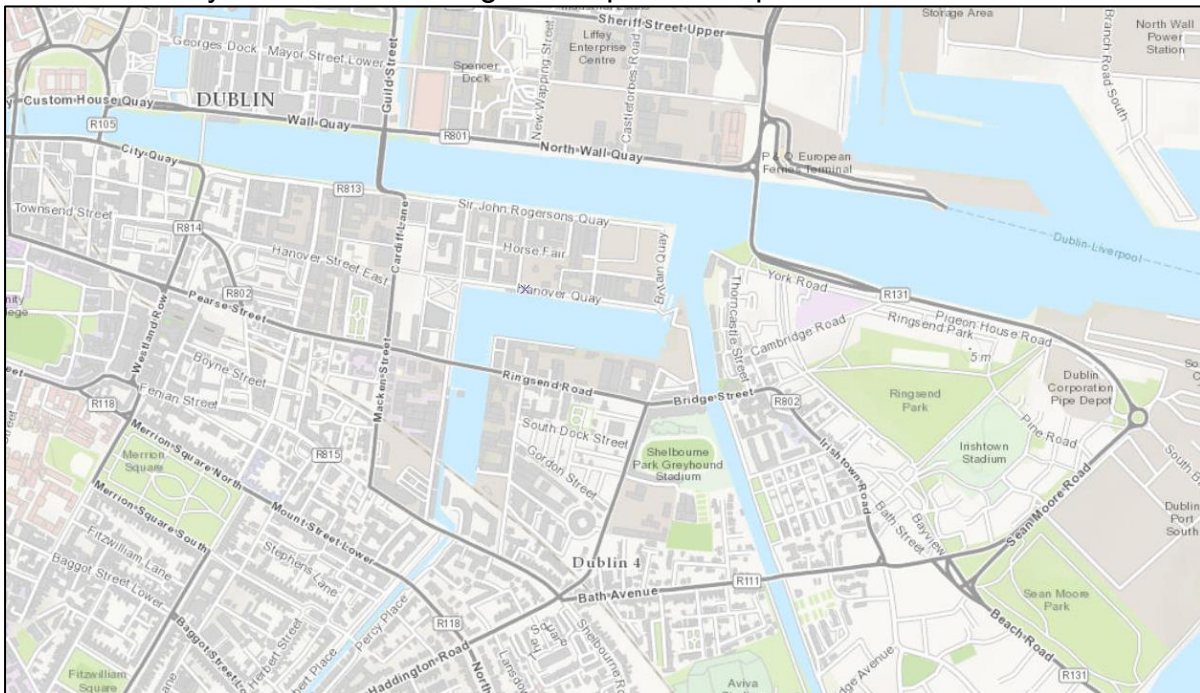 Sheriff Street Upper
Storage Area
North Wall
Power
Station
Branch Road South
Georges Dock
Mayor Street Lower
Guild Street
Spencer
Dock
New Wapping Street
Liffey
Enterprise
Centre
Castleforbes Road
Custom House Quay
DUBLIN
R105
Wall Quay
R801
North Wall Quay
P & O European
Ferries Terminal
City Quay
R813
Townsend Street
R814
Sir John Rogersons Quay
Cardiff Lane
Horse Fair
Hanover Street East
Britain Quay
Dublin-Liverpool
R802
Hanover Quay
York Road
R131
Pigeon House Road
Pearse Street
Westland Row
Thorncastle Street
Cambridge Road
Ringsend Park
5 m
Boyne Street
Fenian Street
Macken Street
Ringsend Road
Bridge Street
R802
Ringsend
Park
Dublin
Corporation
Pipe Depot
R118
Merrion Square North
R815
South Dock Street
Gordon Street
Shelbourne
Park Greyhound
Stadium
Irishtown Road
Irishtown
Stadium
Pine Road
Merrion
Square
Merrion Square South
Mount Street Lower
Bath Street
Bayview
Sean Moore Road
Dublin
Port
South
Fitzwilliam Lane
Baggot Street Lower
Stephens Lane
Dublin 4
Bath Avenue
R111
Sean Moore
Park
Herbert Street
Percy Place
R118
Haddington Road
Shelbourne Road
Beach Road
R131
Fitzwilliam
Square
Aviva